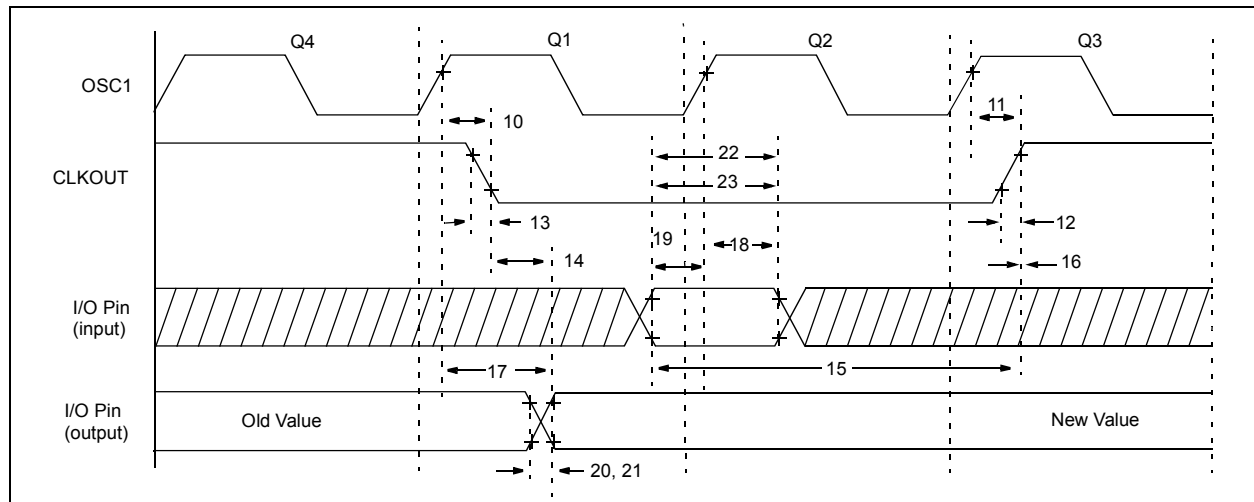 Q4 Q1 Q2 Q3
OSC1
10 11
22
CLKOUT
23
13 12
19 18
14 16
I/O Pin
(input)
17 15
I/O Pin
(output)
Old Value New Value
20, 21